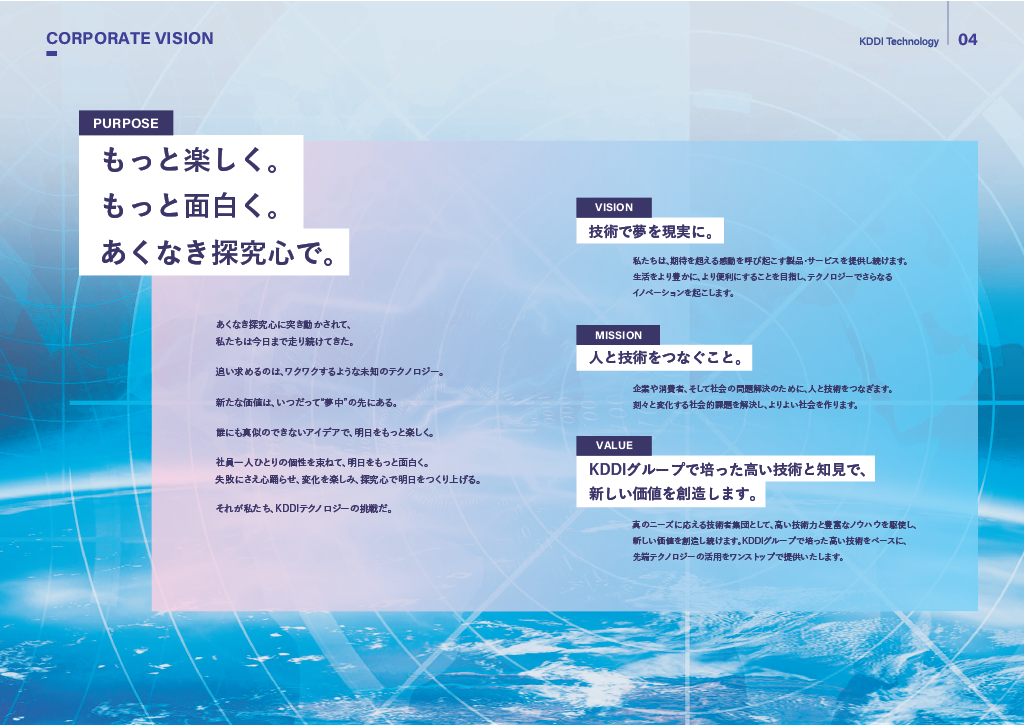 CORPORATE VISION
KDDI Technology
04
PURPOSE
もっと楽しく。
もっと面白く。
あくなき探究心で。
あくなき探究心に突き動かされて、
私たちは今日まで走り続けてきた。
追い求めるのは、ワクワクするような未知のテクノロジー。
新たな価値は、いつだって“夢中”の先にある。
誰にも真似のできないアイデアで、明日をもっと楽しく。
社員一人ひとりの個性を束ねて、明日をもっと面白く。
失敗にさえ心踊らせ、変化を楽しみ、探究心で明日をつくり上げる。
それが私たち、KDDIテクノロジーの挑戦だ。
VISION
技術で夢を現実に。
私たちは、期待を超える感動を呼び起こす製品・サービスを提供し続けます。
生活をより豊かに、より便利にすることを目指し、テクノロジーでさらなる
イノベーションを起こします。
MISSION
人と技術をつなぐこと。
企業や消費者、そして社会の問題解決のために、人と技術をつなぎます。
刻々と変化する社会的課題を解決し、よりよい社会を作ります。
VALUE
KDDIグループで培った高い技術と知見で、
新しい価値を創造します。
真のニーズに応える技術者集団として、高い技術力と豊富なノウハウを駆使し、
新しい価値を創造し続けます。KDDIグループで培った高い技術をベースに、
先端テクノロジーの活用をワンストップで提供いたします。